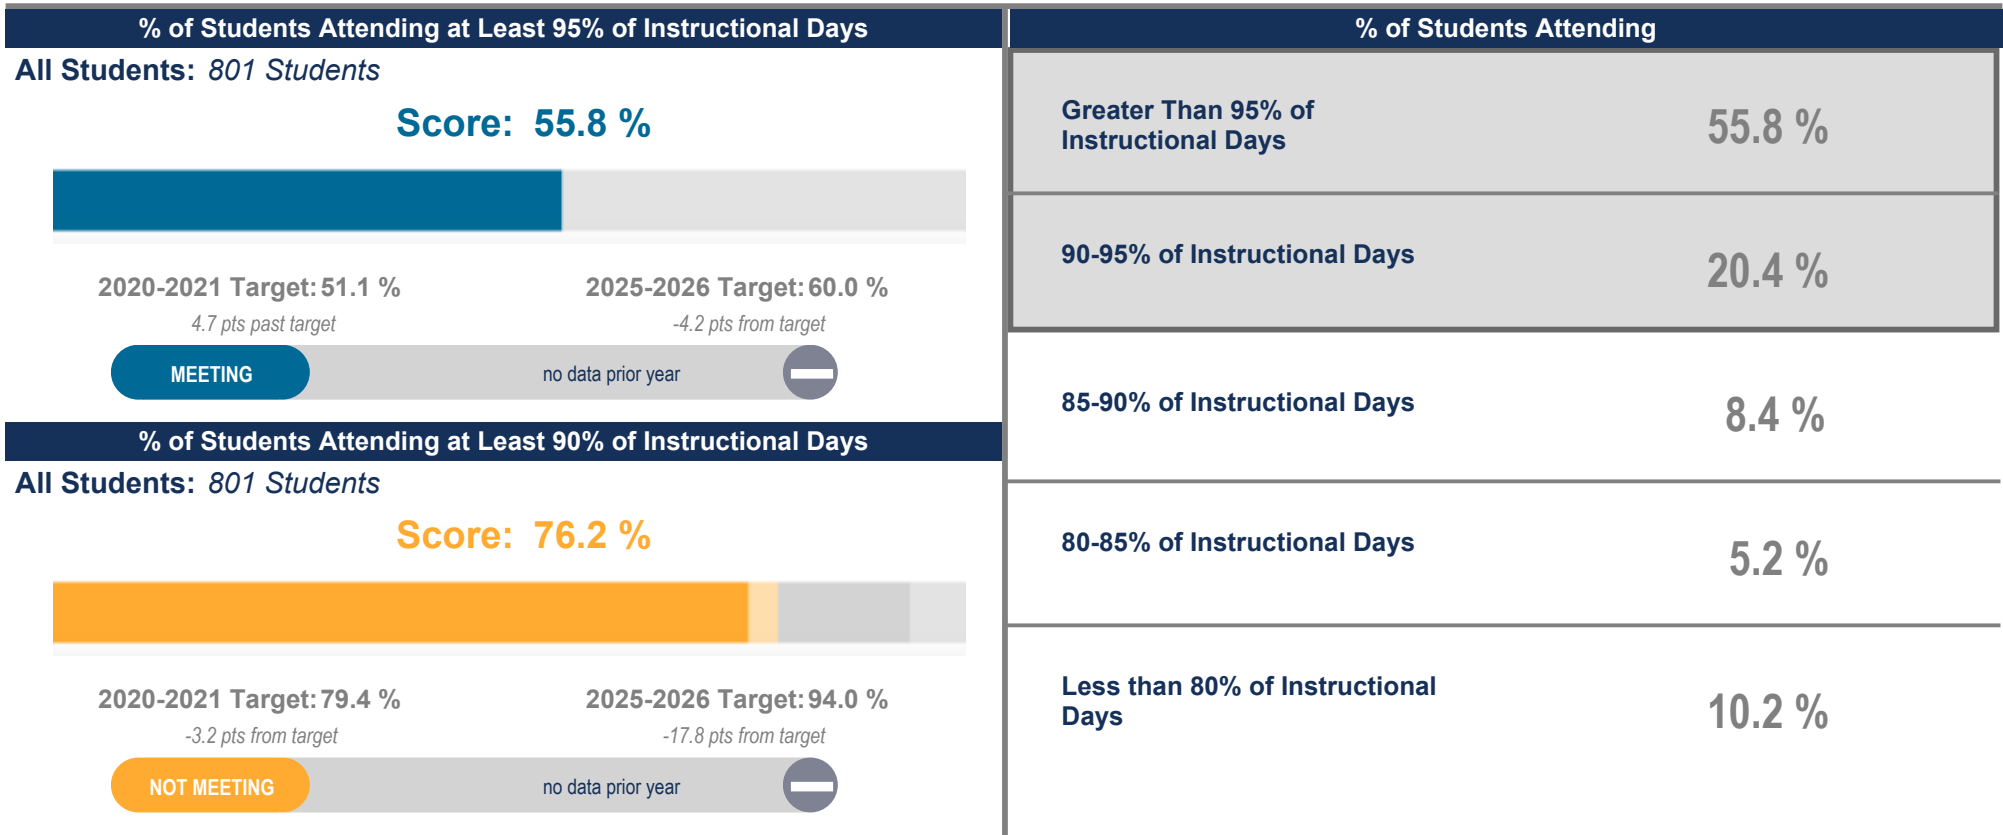 % of Students Attending at Least 95% of Instructional Days
All Students: 801 Students
Score: 55.8 %
2020-2021 Target: 51.1 %
4.7 pts past target
2025-2026 Target: 60.0 %
-4.2 pts from target
MEETING
no data prior year
% of Students Attending at Least 90% of Instructional Days
All Students: 801 Students
Score: 76.2 %
2020-2021 Target: 79.4 %
-3.2 pts from target
2025-2026 Target: 94.0 %
-17.8 pts from target
NOT MEETING
no data prior year
% of Students Attending
Greater Than 95% of
Instructional Days
55.8 %
90-95% of Instructional Days
20.4 %
85-90% of Instructional Days
8.4 %
80-85% of Instructional Days
5.2 %
Less than 80% of Instructional
Days
10.2 %